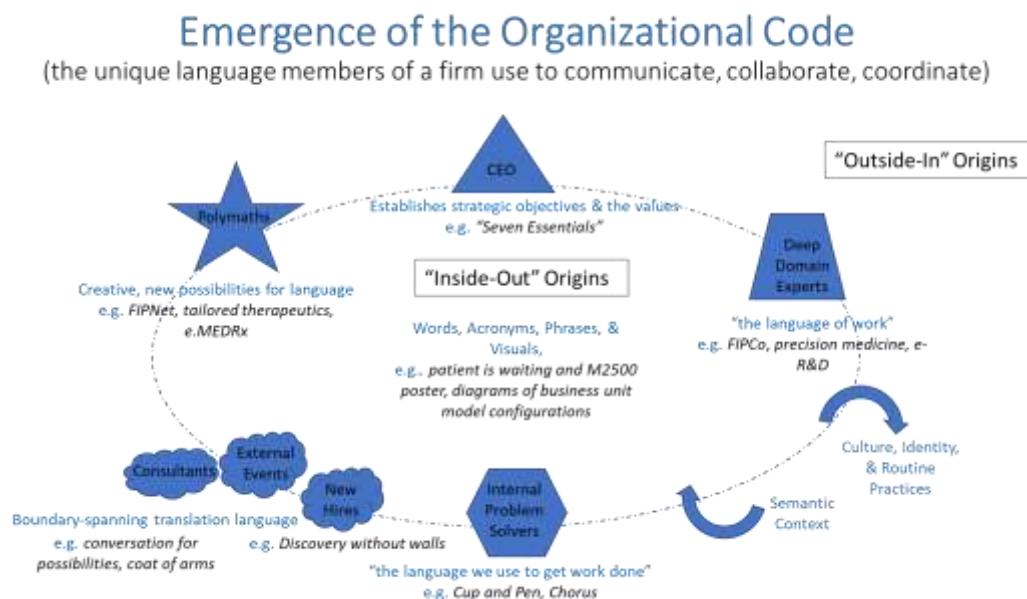 Emergence of the Organizational Code
(the unique language members of a firm use to communicate, collaborate, coordinate)
CEO
"Outside-In" Origins
Polymaths
Establishes strategic objectives & the values
e.g. "Seven Essentials"
Deep
Domain
Experts
"Inside-Out" Origins
Creative, new possibilities for language
e.g. FIPNet, tailored therapeutics,
e.MEDRx
Words, Acronyms, Phrases, &
Visuals,
e.g.. patient is waiting and M2500
poster, diagrams of business unit
model configurations
"the language of work"
e.g. FIPCo, precision medicine, e-
R&D
Culture, Identity,
& Routine
Practices
Consultants
External
Events
New
Hires
Internal
Problem
Solvers
Semantic
Context
Boundary-spanning translation language
e.g. conversation for
possibilities, coat of arms
e.g. Discovery without walls
"the language we use to get work done"
e.g. Cup and Pen, Chorus